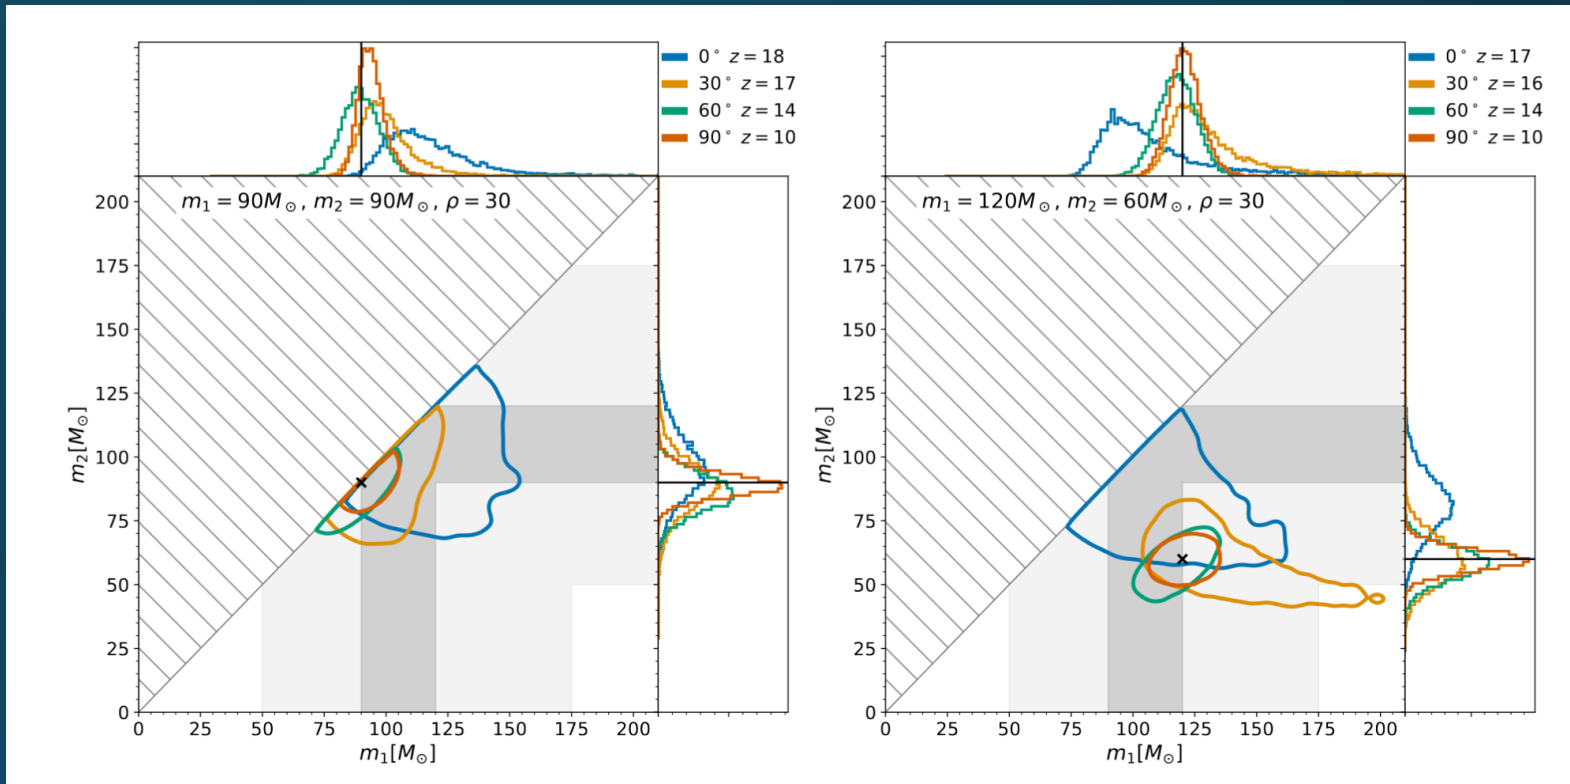 0° z = 18
30° z = 17
60° z = 14
90° z = 10
m₁ = 90M⊙, m₂ = 90M⊙, ρ = 30
200
175
150
125
100
75
50
25
0
m₂[M⊙]
0 25 50 75 100 125 150 175 200
m₁[M⊙]
0° z = 17
30° z = 16
60° z = 14
90° z = 10
m₁ = 120M⊙, m₂ = 60M⊙, ρ = 30
200
175
150
125
100
75
50
25
0
m₂[M⊙]
0 25 50 75 100 125 150 175 200
m₁[M⊙]